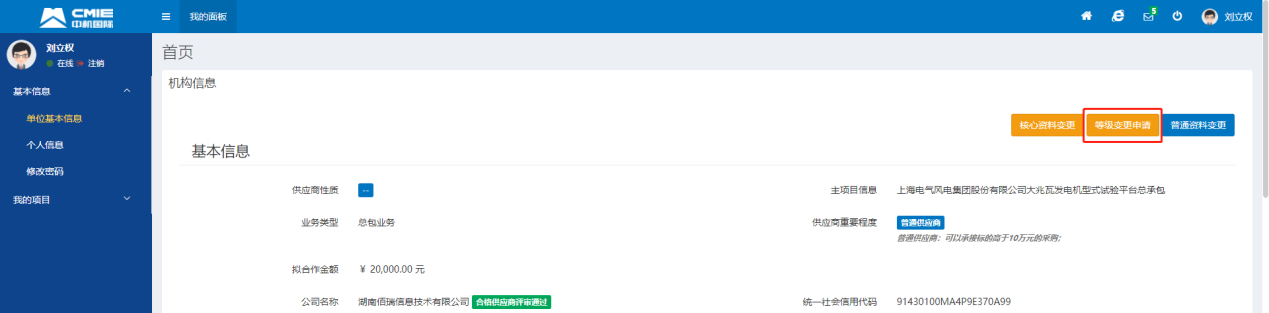 CMIE
中机国际
我的面板
5
刘立权
刘立权
在线 注销
首页
基本信息
机构信息
单位基本信息
核心资料变更 等级变更申请 普通资料变更
个人信息
基本信息
修改密码
供应商性质 -- 主项目信息 上海电气风电集团股份有限公司大兆瓦发电机型式试验平台总承包
我的项目
业务类型 总包业务 供应商重要程度 普通供应商
普通供应商：可以承接标的高于10万元的采购;
拟合作金额 ¥ 20,000.00 元
公司名称 湖南佰瑞信息技术有限公司 合格供应商评审通过 统一社会信用代码 91430100MA4P9E370A99